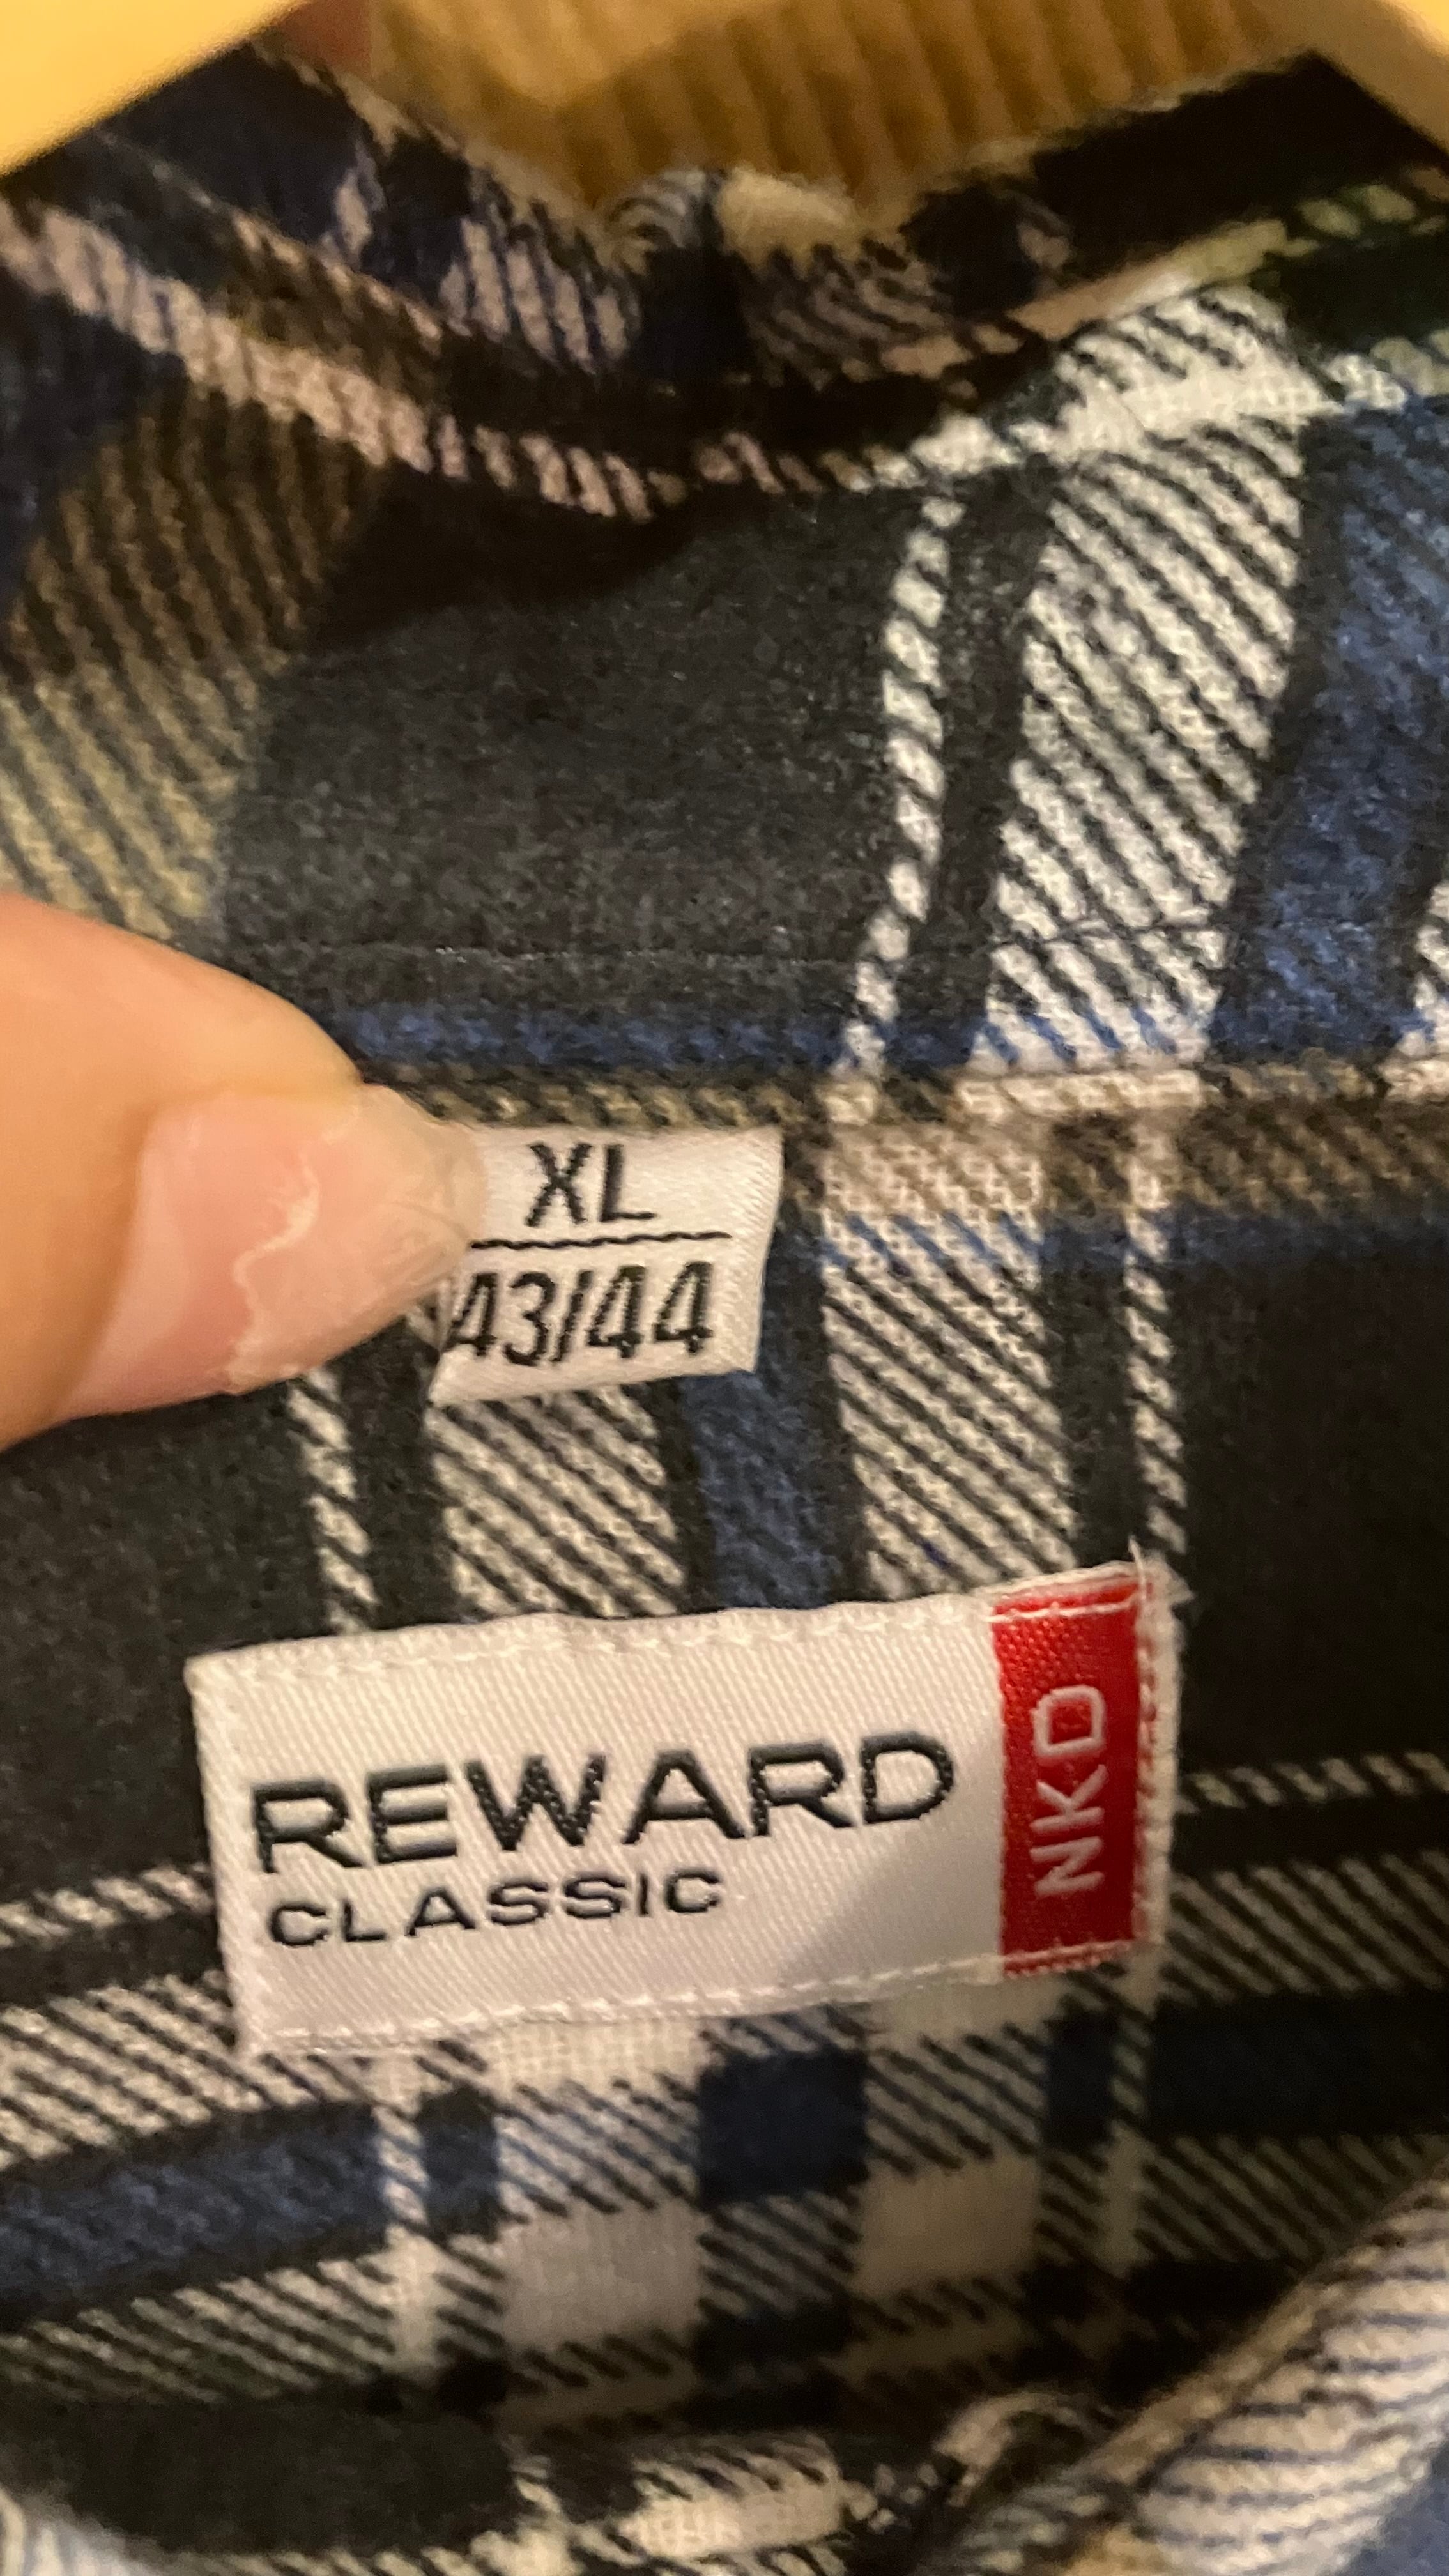 XL
43/44
REWARD
CLASSIC
NKD